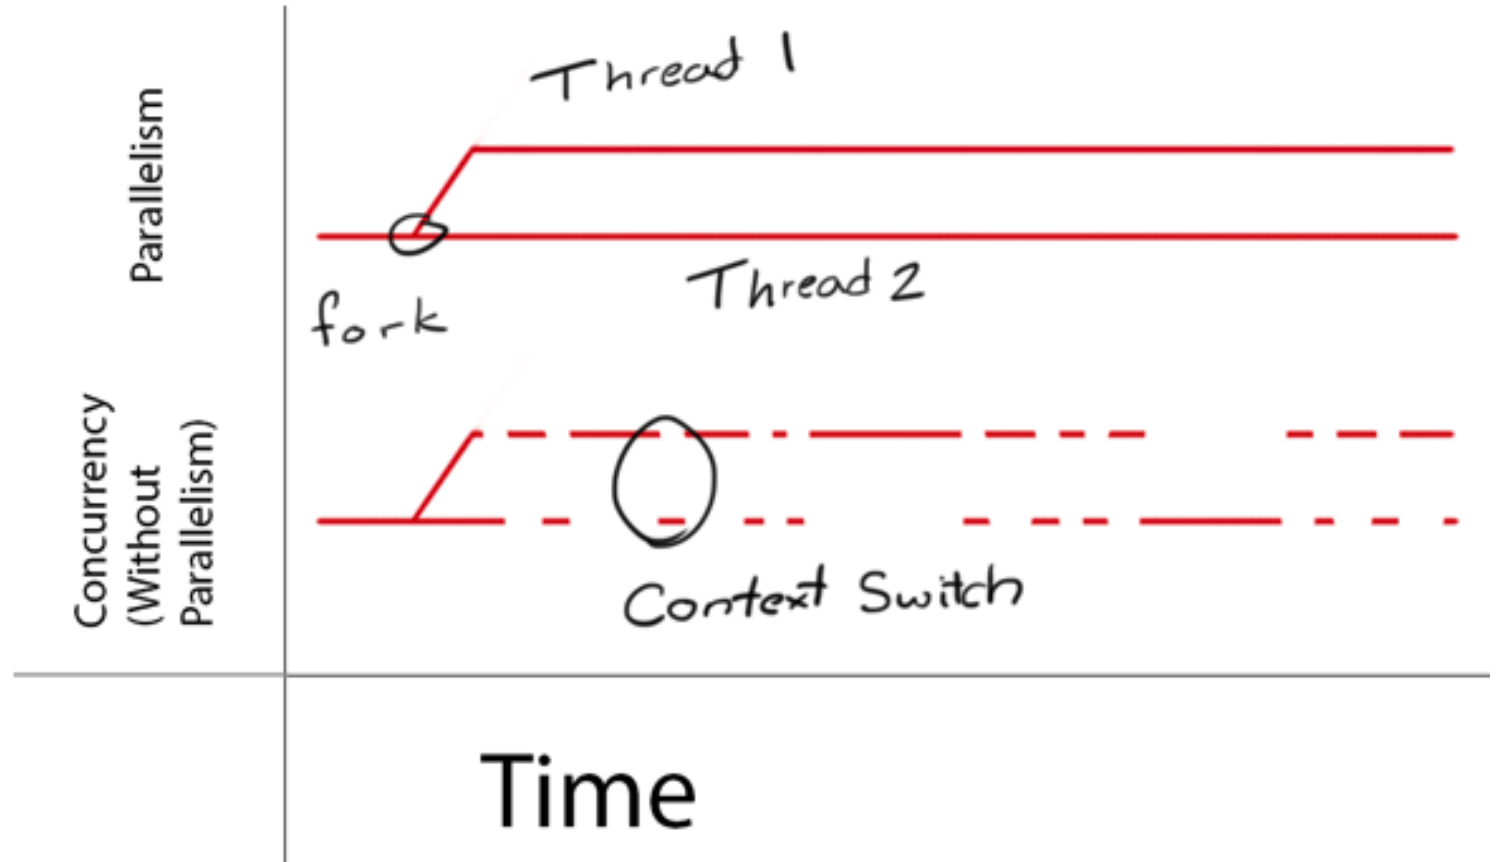 Parallelism
Thread 1
Thread 2
fork
Concurrency
(Without
Parallelism)
Context Switch
Time